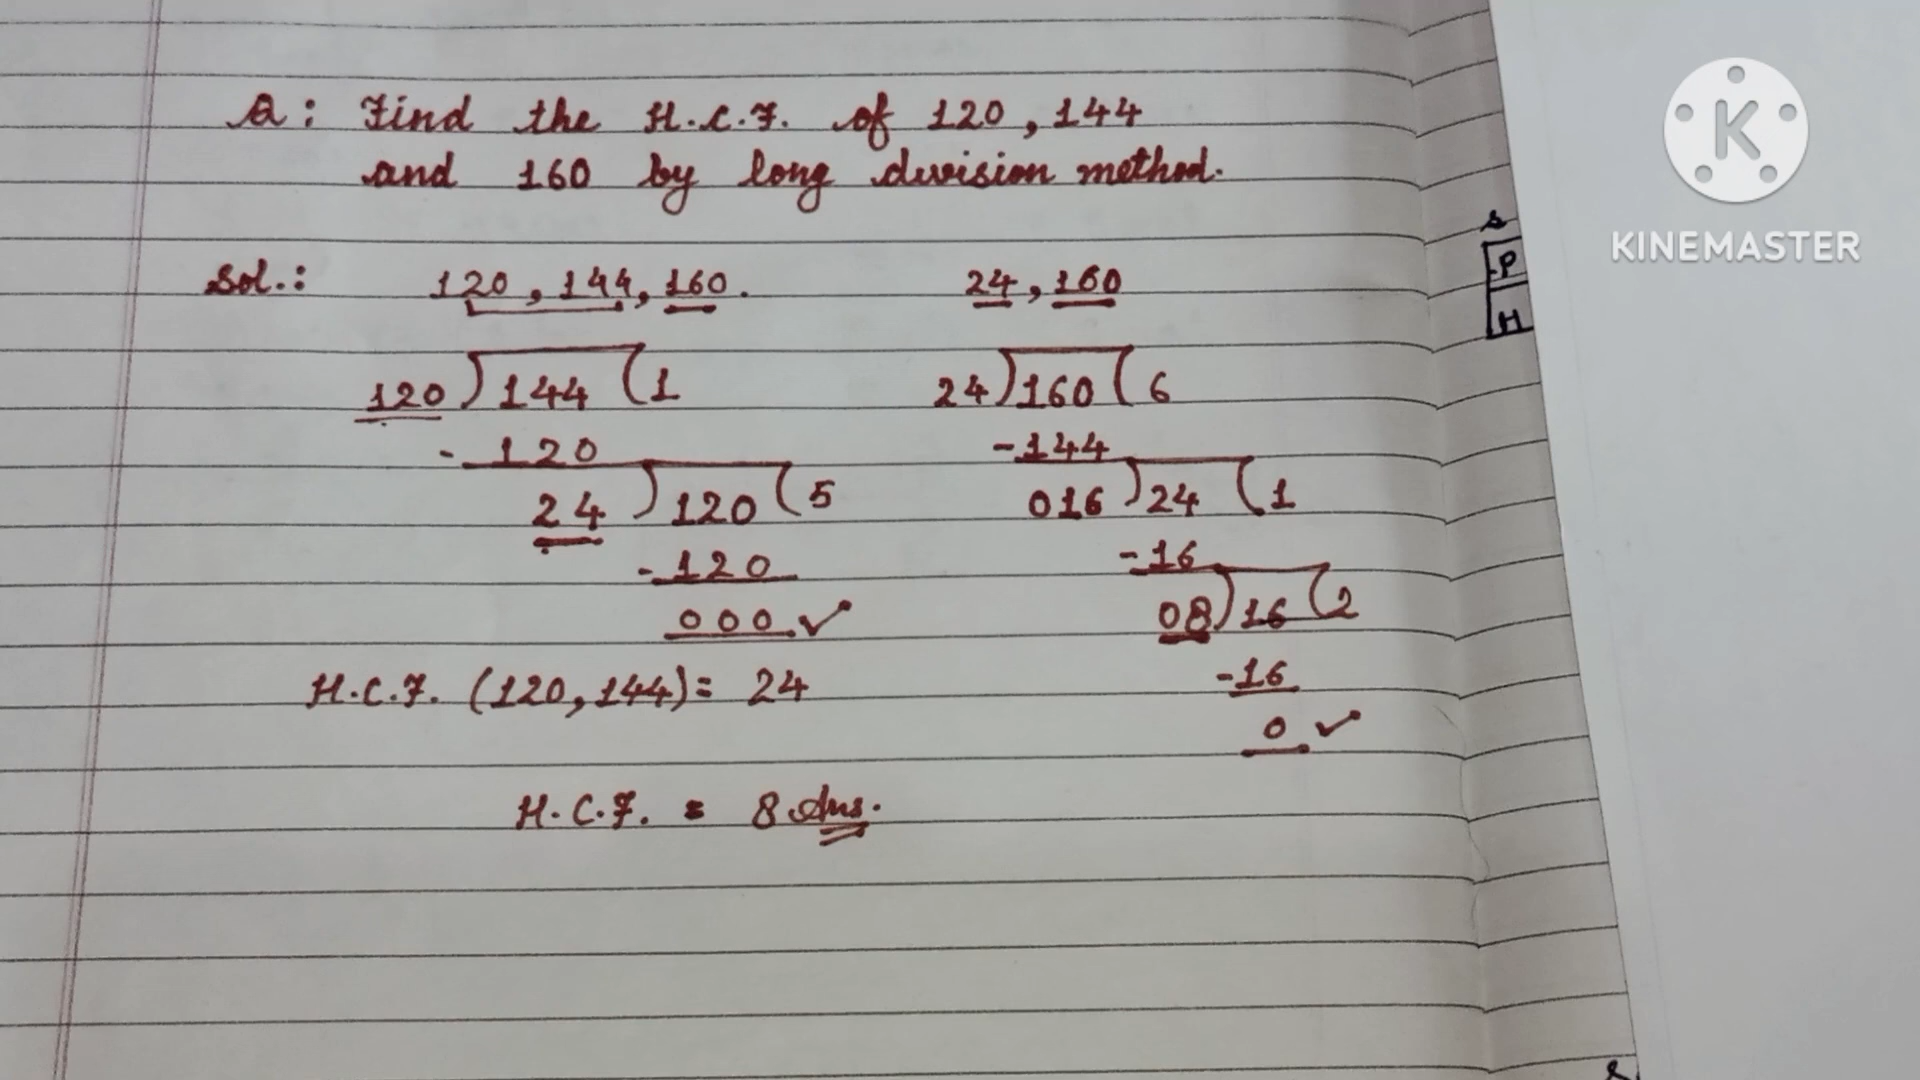 Q: Find the H.C.F. of 120, 144
and 160 by long division method.
Sol.: 120, 144, 160. 24, 160
120 ) 144 ( 1
- 120
24 ) 120 ( 5
- 120
000 ✓
H.C.F. (120, 144) = 24
24 ) 160 ( 6
- 144
016 ) 24 ( 1
- 16
08 ) 16 ( 2
- 16
0 ✓
H.C.F. = 8 Ans.
K
KINEMASTER
P
H